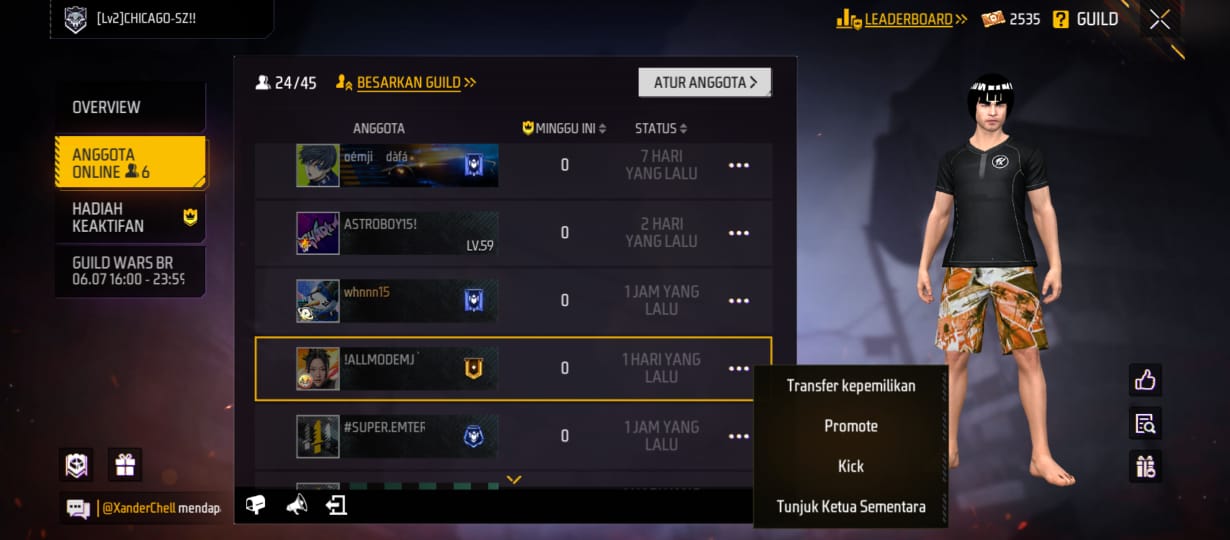 [Lv2]CHICAGO-SZ!!
LEADERBOARD
2535
GUILD
OVERVIEW
ANGGOTA
ONLINE 6
HADIAH
KEAKTIFAN
GUILD WARS BR
06.07 16:00 - 23:59
24/45
BESARKAN GUILD
ATUR ANGGOTA
ANGGOTA
MINGGU INI
STATUS
oémji dàfá
0
7 HARI
YANG LALU
ASTROBOY15!
LV.59
0
2 HARI
YANG LALU
whnnn15
0
1 JAM YANG
LALU
!ALLMODEMJ
0
1 HARI YANG
LALU
#SUPER.EMTER
0
1 JAM YANG
LALU
Transfer kepemilikan
Promote
Kick
Tunjuk Ketua Sementara
@XanderChell mendap